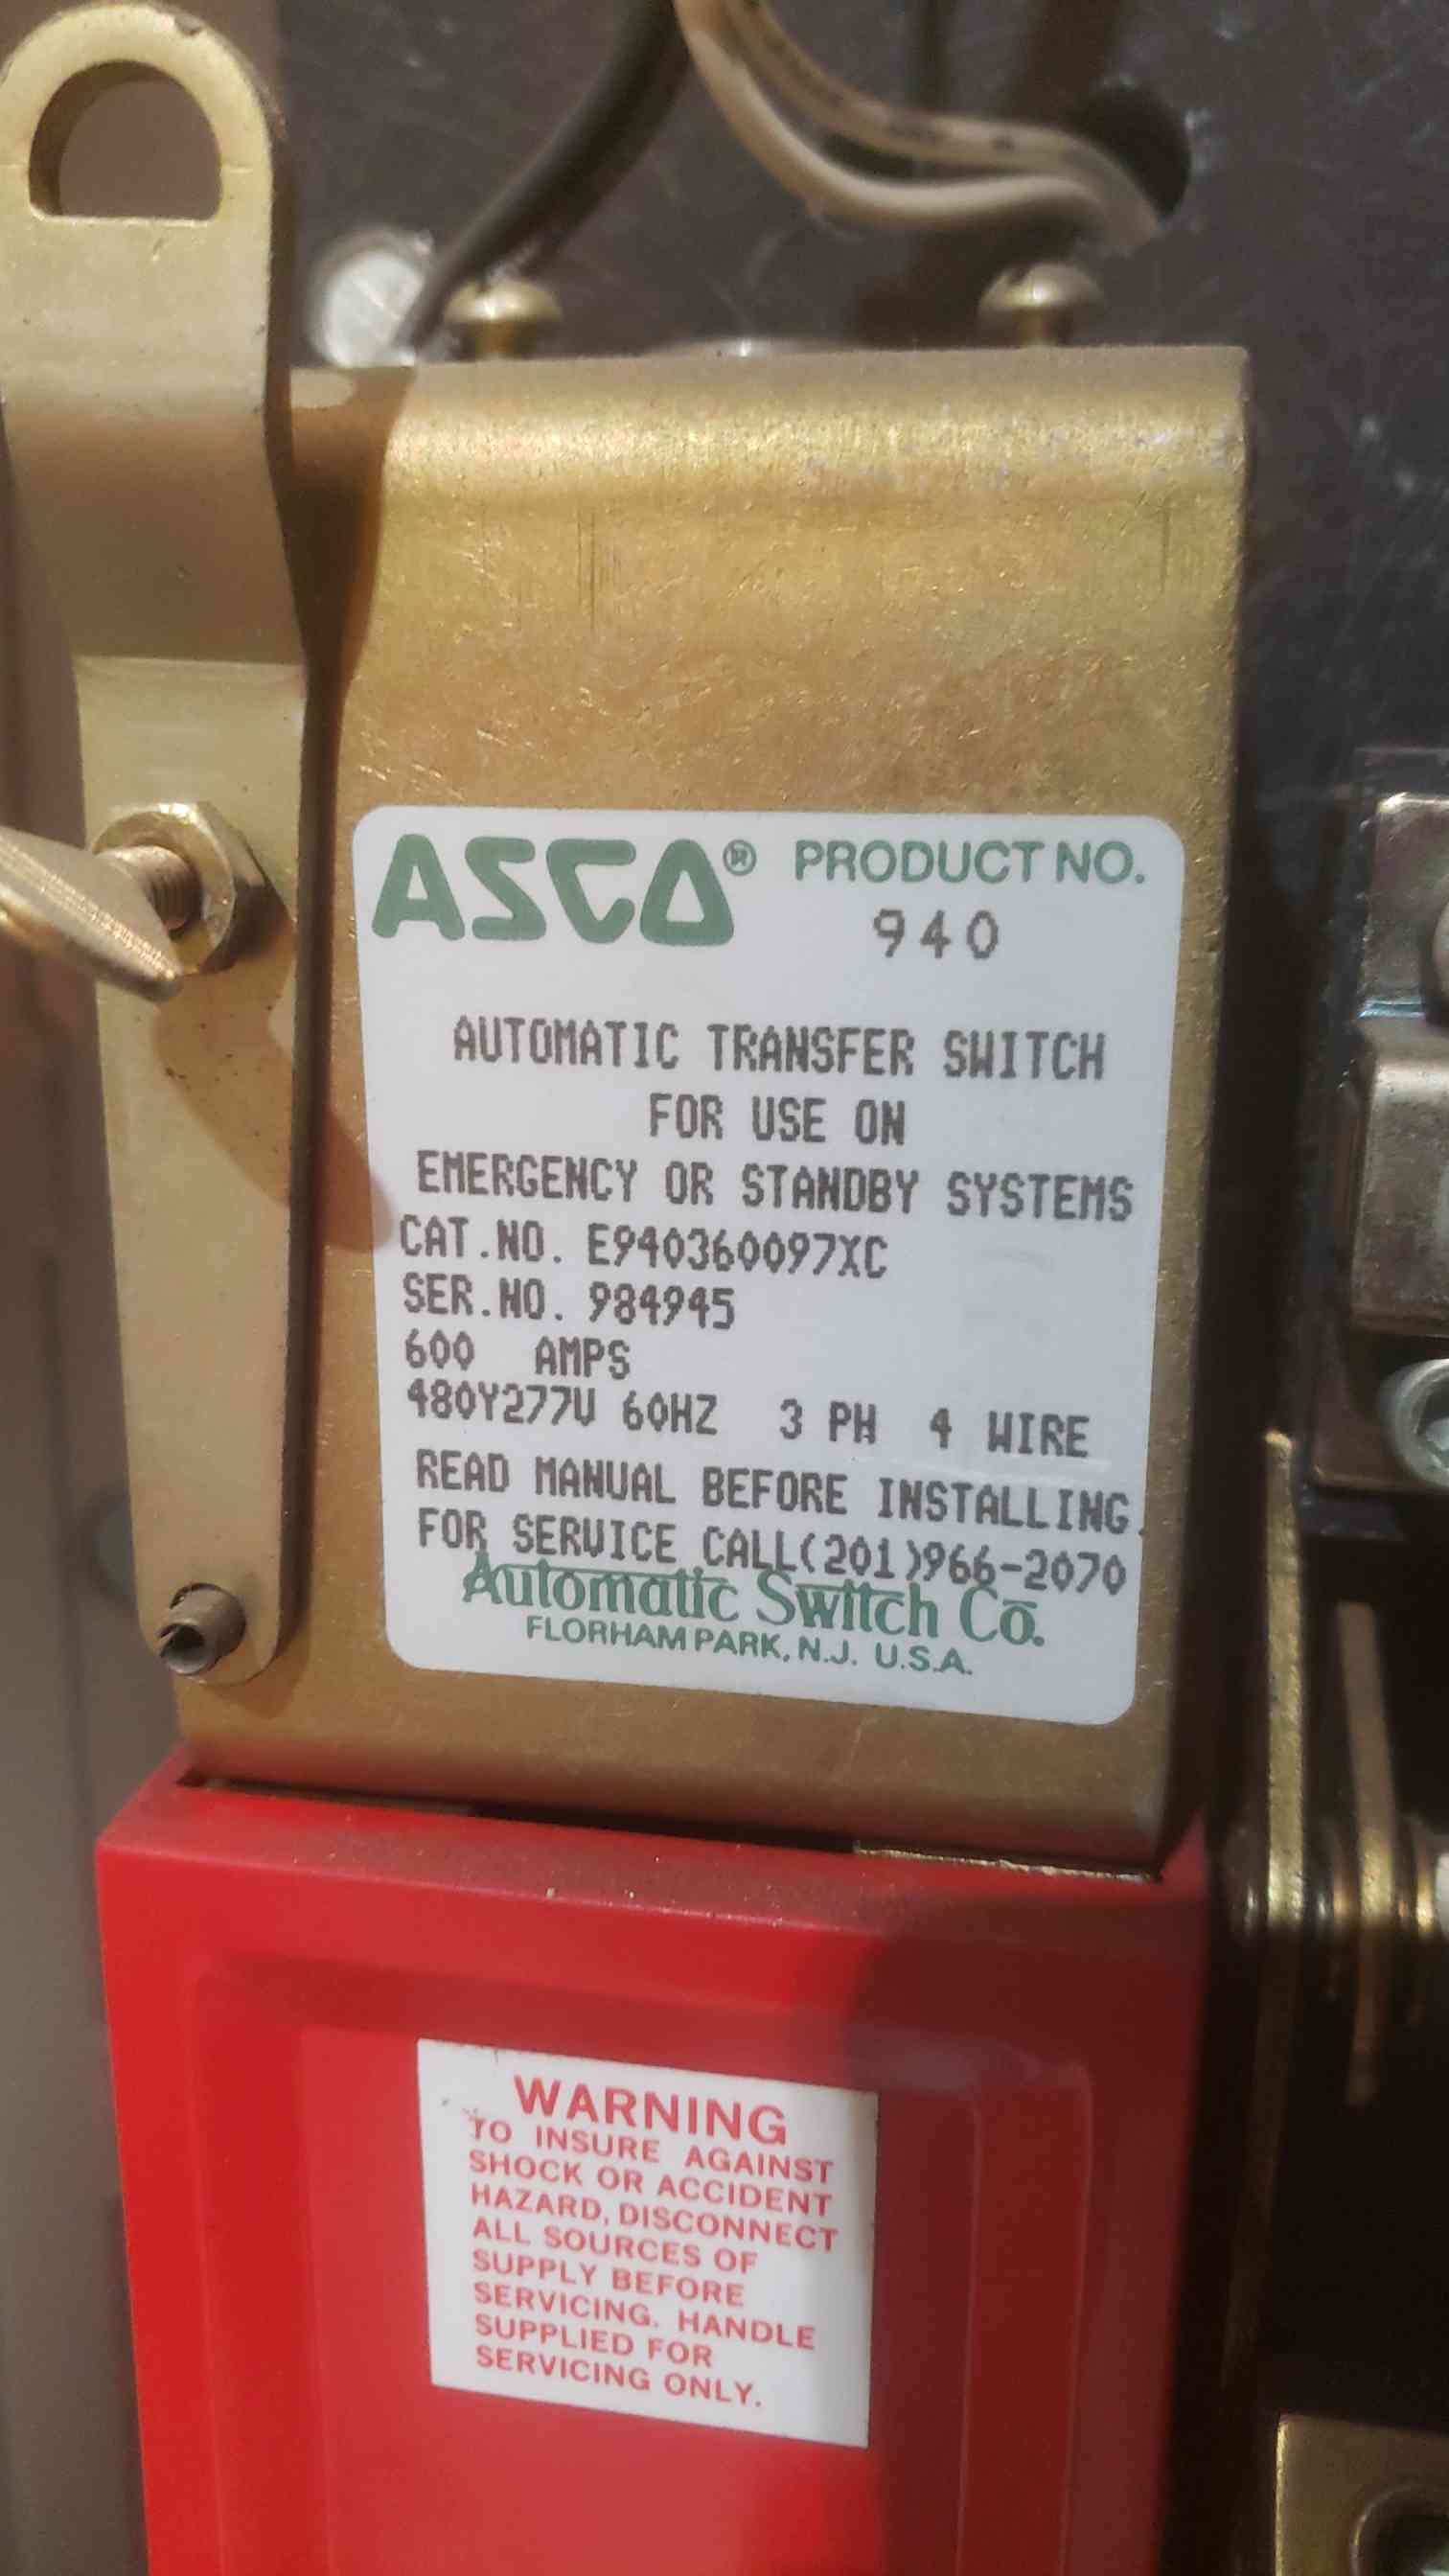 ASCO® PRODUCT NO.
940
AUTOMATIC TRANSFER SWITCH
FOR USE ON
EMERGENCY OR STANDBY SYSTEMS
CAT.NO. E940360097XC
SER.NO. 984945
600 AMPS
480Y277V 60HZ 3 PH 4 WIRE
READ MANUAL BEFORE INSTALLING.
FOR SERVICE CALL(201)966-2070
Automatic Switch Co.
FLORHAM PARK, N.J. U.S.A.
WARNING
TO INSURE AGAINST
SHOCK OR ACCIDENT
HAZARD, DISCONNECT
ALL SOURCES OF
SUPPLY BEFORE
SERVICING. HANDLE
SUPPLIED FOR
SERVICING ONLY.